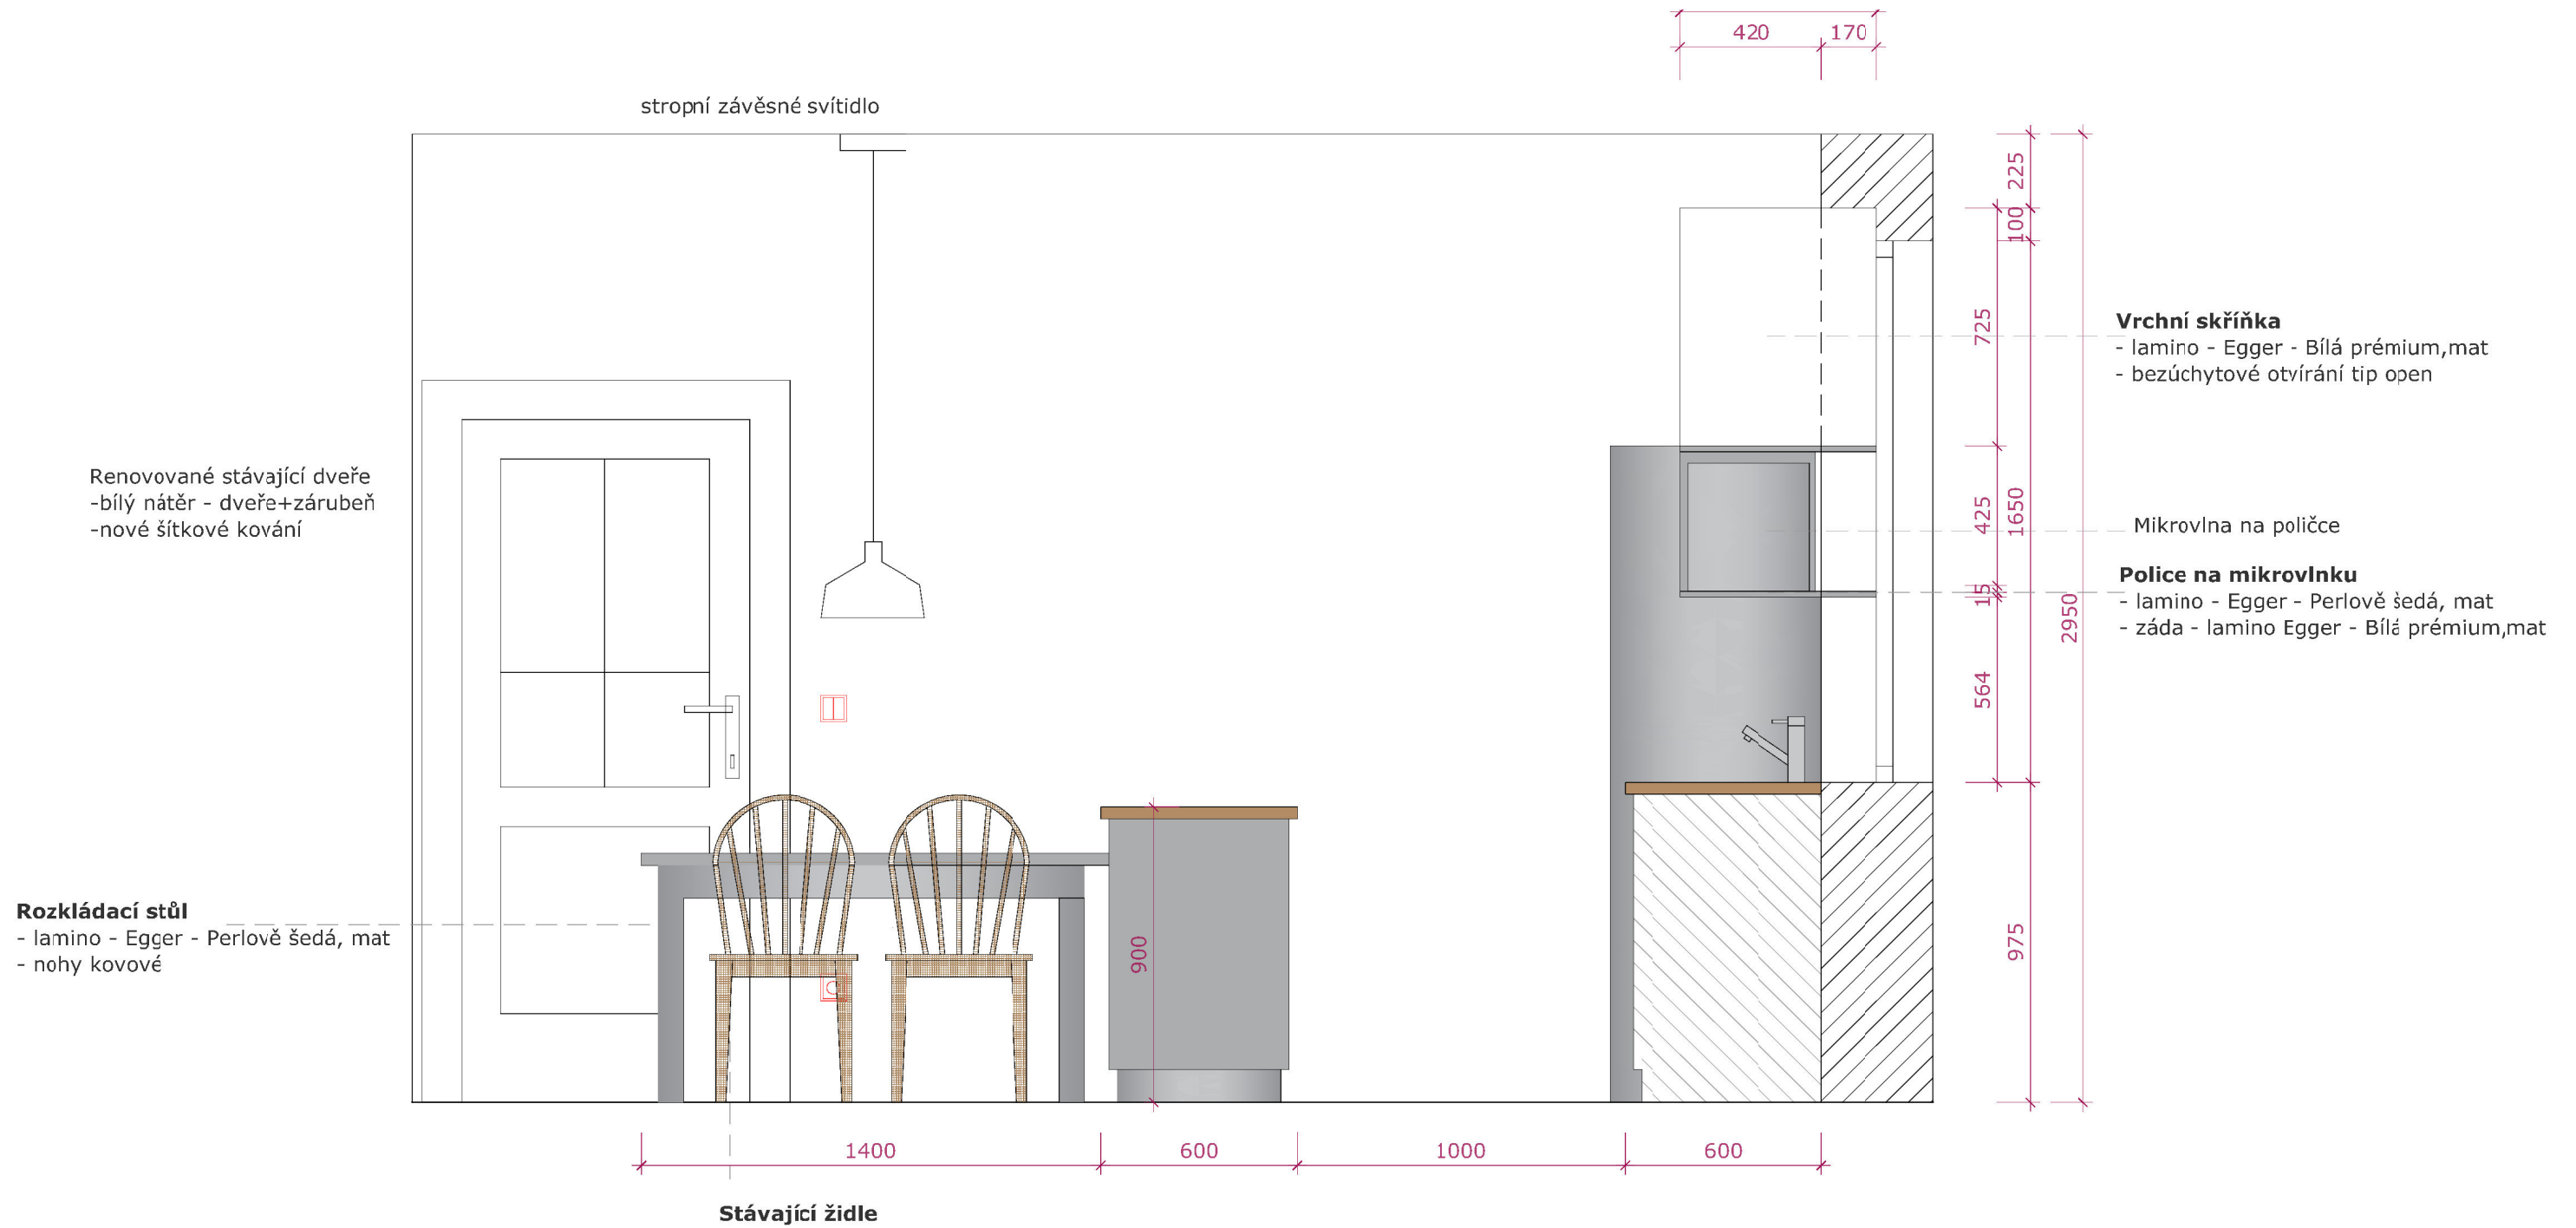 420
170
stropní závěsné svítidlo
225
100
725
Vrchní skříňka
- lamino - Egger - Bílá prémium,mat
- bezúchytové otvírání tip open
Renovované stávající dveře
-bílý nátěr - dveře+zárubeň
-nové šítkové kování
425
1650
Mikrovlna na poličce
15
2950
Police na mikrovlnku
- lamino - Egger - Perlově šedá, mat
- záda - lamino Egger - Bílá prémium,mat
564
Rozkládací stůl
- lamino - Egger - Perlově šedá, mat
- nohy kovové
900
975
1400
600
1000
600
Stávající židle